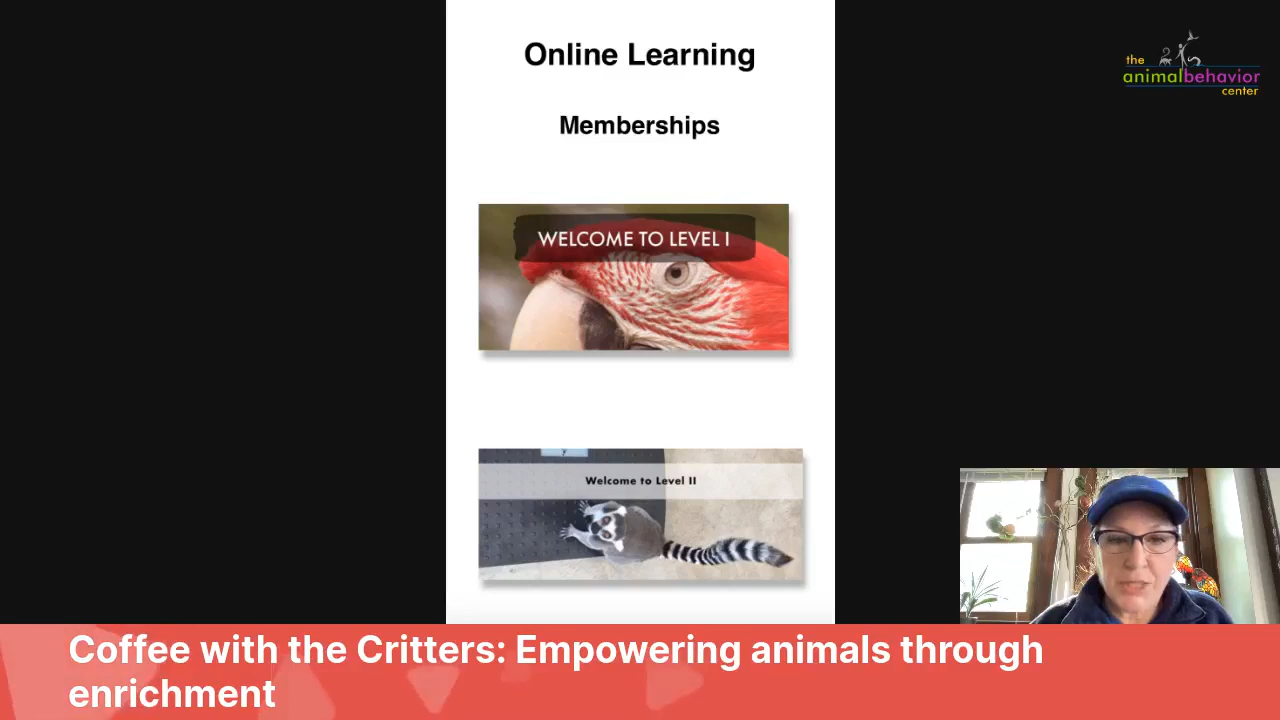 Online Learning
the
animalbehavior
center
Memberships
WELCOME TO LEVEL I
Welcome to Level II
Coffee with the Critters: Empowering animals through
enrichment